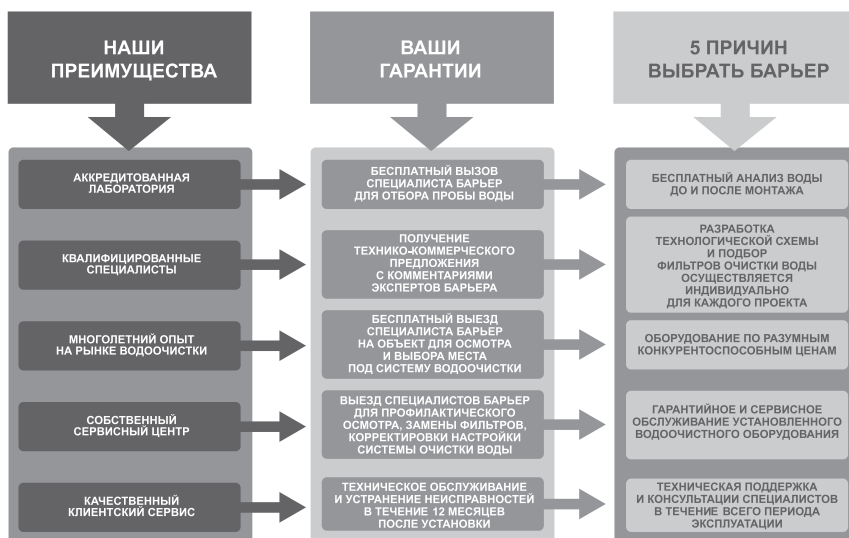 НАШИ
ПРЕИМУЩЕСТВА
ВАШИ
ГАРАНТИИ
5 ПРИЧИН
ВЫБРАТЬ БАРЬЕР
АККРЕДИТОВАННАЯ
ЛАБОРАТОРИЯ
БЕСПЛАТНЫЙ ВЫЗОВ
СПЕЦИАЛИСТА БАРЬЕР
ДЛЯ ОТБОРА ПРОБЫ ВОДЫ
БЕСПЛАТНЫЙ АНАЛИЗ ВОДЫ
ДО И ПОСЛЕ МОНТАЖА
КВАЛИФИЦИРОВАННЫЕ
СПЕЦИАЛИСТЫ
ПОЛУЧЕНИЕ
ТЕХНИКО-КОММЕРЧЕСКОГО
ПРЕДЛОЖЕНИЯ
С КОММЕНТАРИЯМИ
ЭКСПЕРТОВ БАРЬЕРА
РАЗРАБОТКА
ТЕХНОЛОГИЧЕСКОЙ СХЕМЫ
И ПОДБОР
ФИЛЬТРОВ ОЧИСТКИ ВОДЫ
ОСУЩЕСТВЛЯЕТСЯ
ИНДИВИДУАЛЬНО
ДЛЯ КАЖДОГО ПРОЕКТА
МНОГОЛЕТНИЙ ОПЫТ
НА РЫНКЕ ВОДООЧИСТКИ
БЕСПЛАТНЫЙ ВЫЕЗД
СПЕЦИАЛИСТА БАРЬЕР
НА ОБЪЕКТ ДЛЯ ОСМОТРА
И ВЫБОРА МЕСТА
ПОД СИСТЕМУ ВОДООЧИСТКИ
ОБОРУДОВАНИЕ ПО РАЗУМНЫМ
КОНКУРЕНТОСПОСОБНЫМ ЦЕНАМ
СОБСТВЕННЫЙ
СЕРВИСНЫЙ ЦЕНТР
ВЫЕЗД СПЕЦИАЛИСТОВ БАРЬЕР
ДЛЯ ПРОФИЛАКТИЧЕСКОГО
ОСМОТРА, ЗАМЕНЫ ФИЛЬТРОВ,
КОРРЕКТИРОВКИ НАСТРОЙКИ
СИСТЕМЫ ОЧИСТКИ ВОДЫ
ГАРАНТИЙНОЕ И СЕРВИСНОЕ
ОБСЛУЖИВАНИЕ УСТАНОВЛЕННОГО
ВОДООЧИСТНОГО ОБОРУДОВАНИЯ
КАЧЕСТВЕННЫЙ
КЛИЕНТСКИЙ СЕРВИС
ТЕХНИЧЕСКОЕ ОБСЛУЖИВАНИЕ
И УСТРАНЕНИЕ НЕИСПРАВНОСТЕЙ
В ТЕЧЕНИЕ 12 МЕСЯЦЕВ
ПОСЛЕ УСТАНОВКИ
ТЕХНИЧЕСКАЯ ПОДДЕРЖКА
И КОНСУЛЬТАЦИИ СПЕЦИАЛИСТОВ
В ТЕЧЕНИЕ ВСЕГО ПЕРИОДА
ЭКСПЛУАТАЦИИ